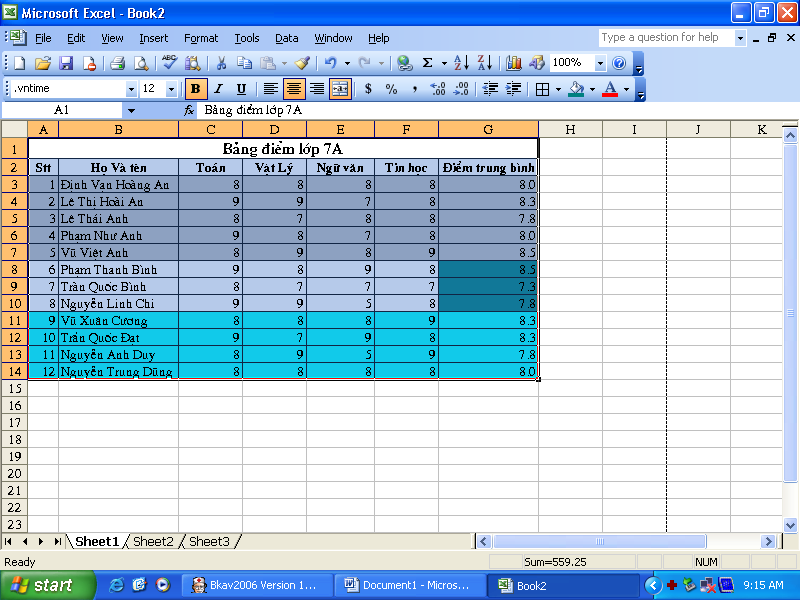 Microsoft Excel - Book2
File Edit View Insert Format Tools Data Window Help Type a question for help
100%
.vntime 12 B I U $ % ,
A1 fx Bảng điểm lớp 7A
A B C D E F G H I J K
1 Bảng điểm lớp 7A
2 Stt Họ Và tên Toán Vật Lý Ngữ văn Tin học Điểm trung bình
3 1 Đinh Vạn Hoàng An 8 8 8 8 8.0
4 2 Lê Thị Hoài An 9 9 7 8 8.3
5 3 Lê Thái Anh 8 7 8 8 7.8
6 4 Phạm Như Anh 9 8 7 8 8.0
7 5 Vũ Việt Anh 8 9 8 9 8.5
8 6 Phạm Thanh Bình 9 8 9 8 8.5
9 7 Trần Quốc Bình 8 7 7 7 7.3
10 8 Nguyễn Linh Chi 9 9 5 8 7.8
11 9 Vũ Xuân Cương 8 8 8 9 8.3
12 10 Trần Quốc Đạt 9 7 9 8 8.3
13 11 Nguyễn Anh Duy 8 9 5 9 7.8
14 12 Nguyễn Trung Dũng 8 8 8 8 8.0
15
16
17
18
19
20
21
22
23
Sheet1 Sheet2 Sheet3
Ready Sum=559.25 NUM
start Bkav2006 Version 1... Document1 - Micros... Book2 9:15 AM